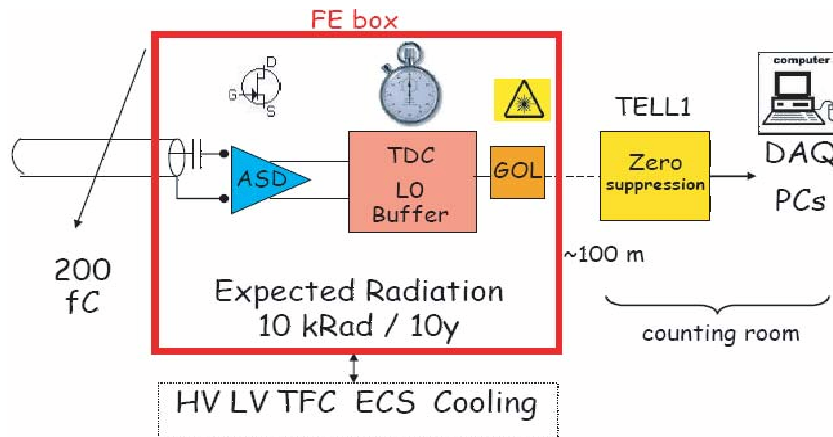 FE box
D
G
S
computer
TELL1
ASD
TDC
L0
Buffer
GOL
Zero
suppression
DAQ
PCs
200
fC
~100 m
Expected Radiation
10 kRad / 10y
counting room
HV LV TFC ECS Cooling